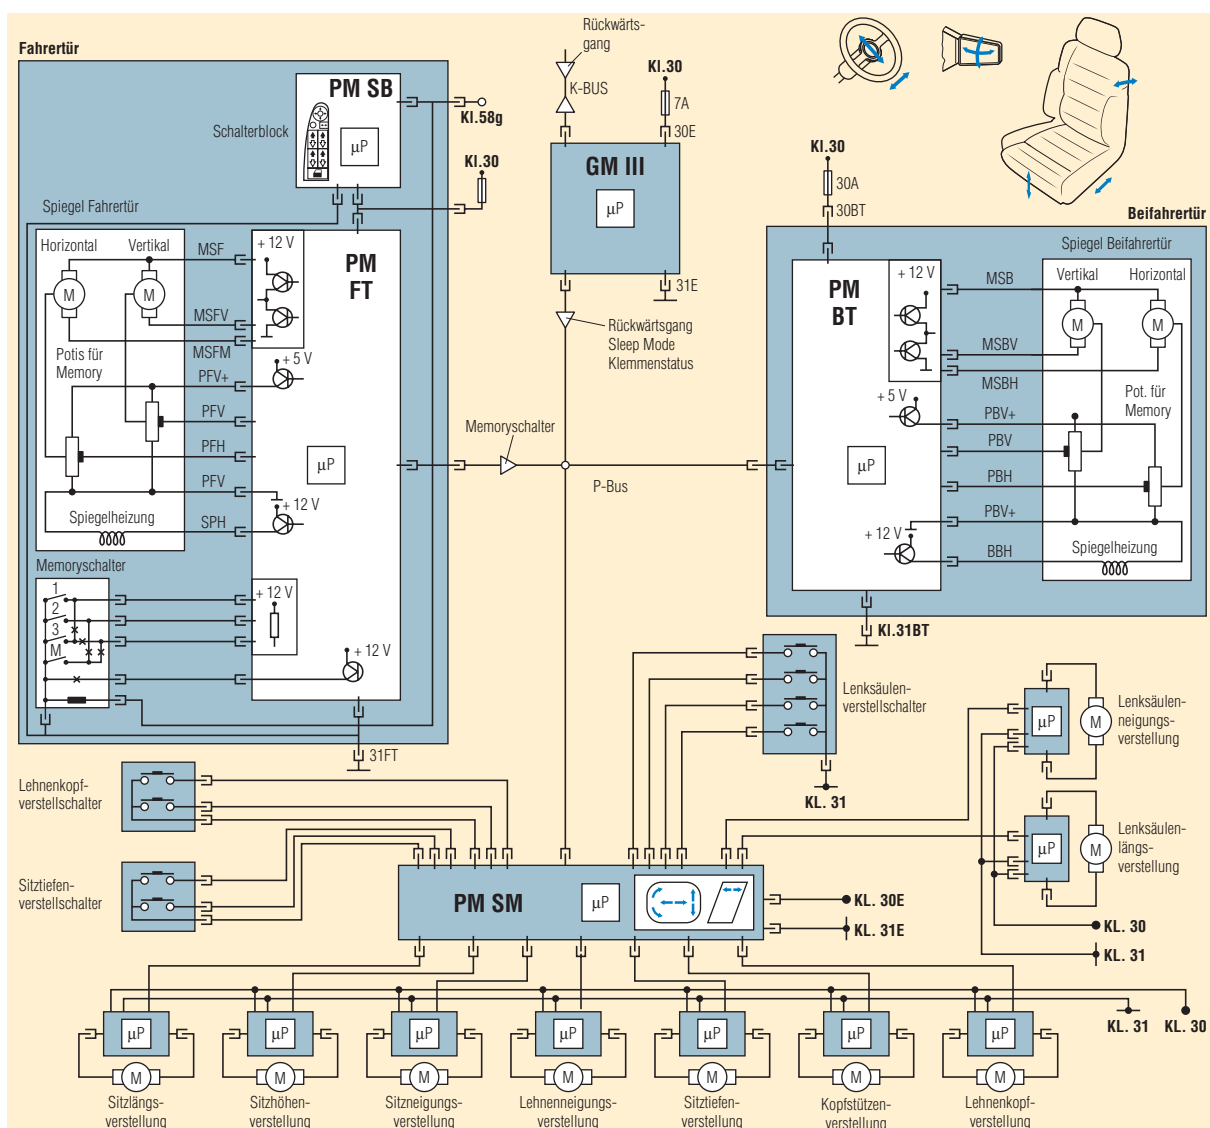 Rückwärts-
gang
Fahrertür
PM SB
Schalterblock
µP
Kl.58g
K-BUS
Kl.30
7A
30E
GM III
µP
31E
Kl.30
Kl.30
30A
30BT
Beifahrertür
Spiegel Fahrertür
Horizontal
Vertikal
M
M
MSF
MSFV
MSFM
Potis für
Memory
PFV+
PFV
PFH
PFV
SPH
Spiegelheizung
+ 12 V
PM
FT
+ 5 V
µP
+ 12 V
Rückwärtsgang
Sleep Mode
Klemmenstatus
Memoryschalter
P-Bus
PM
BT
+ 12 V
+ 5 V
µP
+ 12 V
Spiegel Beifahrertür
MSB
Vertikal
Horizontal
M
M
MSBV
MSBH
Pot. für
Memory
PBV+
PBV
PBH
PBV+
BBH
Spiegelheizung
Kl.31BT
Memoryschalter
1
2
3
M
+ 12 V
+ 12 V
31FT
Lenksäulen-
verstellschalter
KL. 31
µP
M
Lenksäulen-
neigungs-
verstellung
µP
M
Lenksäulen-
längs-
verstellung
KL. 30
KL. 31
Lehnenkopf-
verstellschalter
Sitztiefen-
verstellschalter
PM SM
µP
KL. 30E
KL. 31E
KL. 31
KL. 30
µP
µP
µP
µP
µP
µP
µP
M
M
M
M
M
M
M
Sitzlängs-
verstellung
Sitzhöhen-
verstellung
Sitzneigungs-
verstellung
Lehnenneigungs-
verstellung
Sitztiefen-
verstellung
Kopfstützen-
verstellung
Lehnenkopf-
verstellung